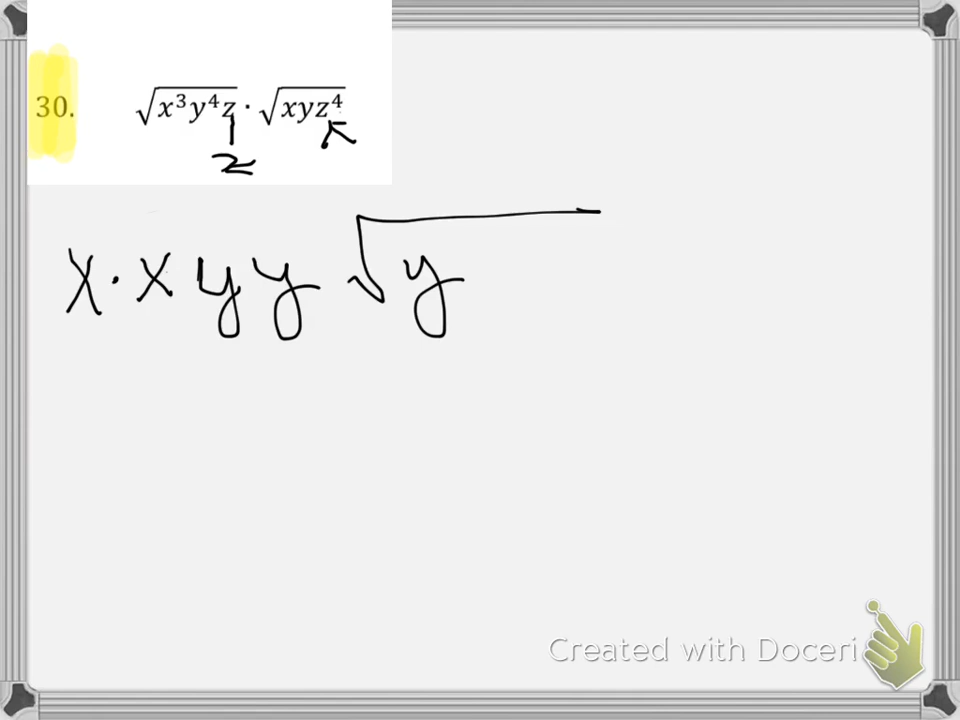 30. √x³y⁴z · √xyz⁴
x · x y y √y
Created with Doceri